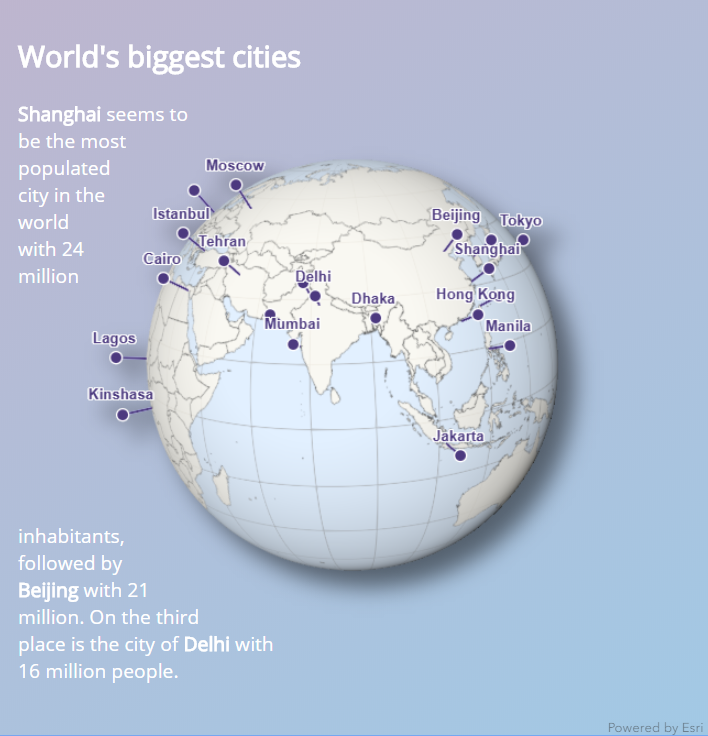 World's biggest cities
Shanghai seems to
be the most
populated
city in the
world
with 24
million
Moscow
Istanbul
Cairo
Tehran
Beijing
Tokyo
Shanghai
Delhi
Dhaka
Hong Kong
Mumbai
Manila
Lagos
Kinshasa
Jakarta
inhabitants,
followed by
Beijing with 21
million. On the third
place is the city of Delhi with
16 million people.
Powered by Esri